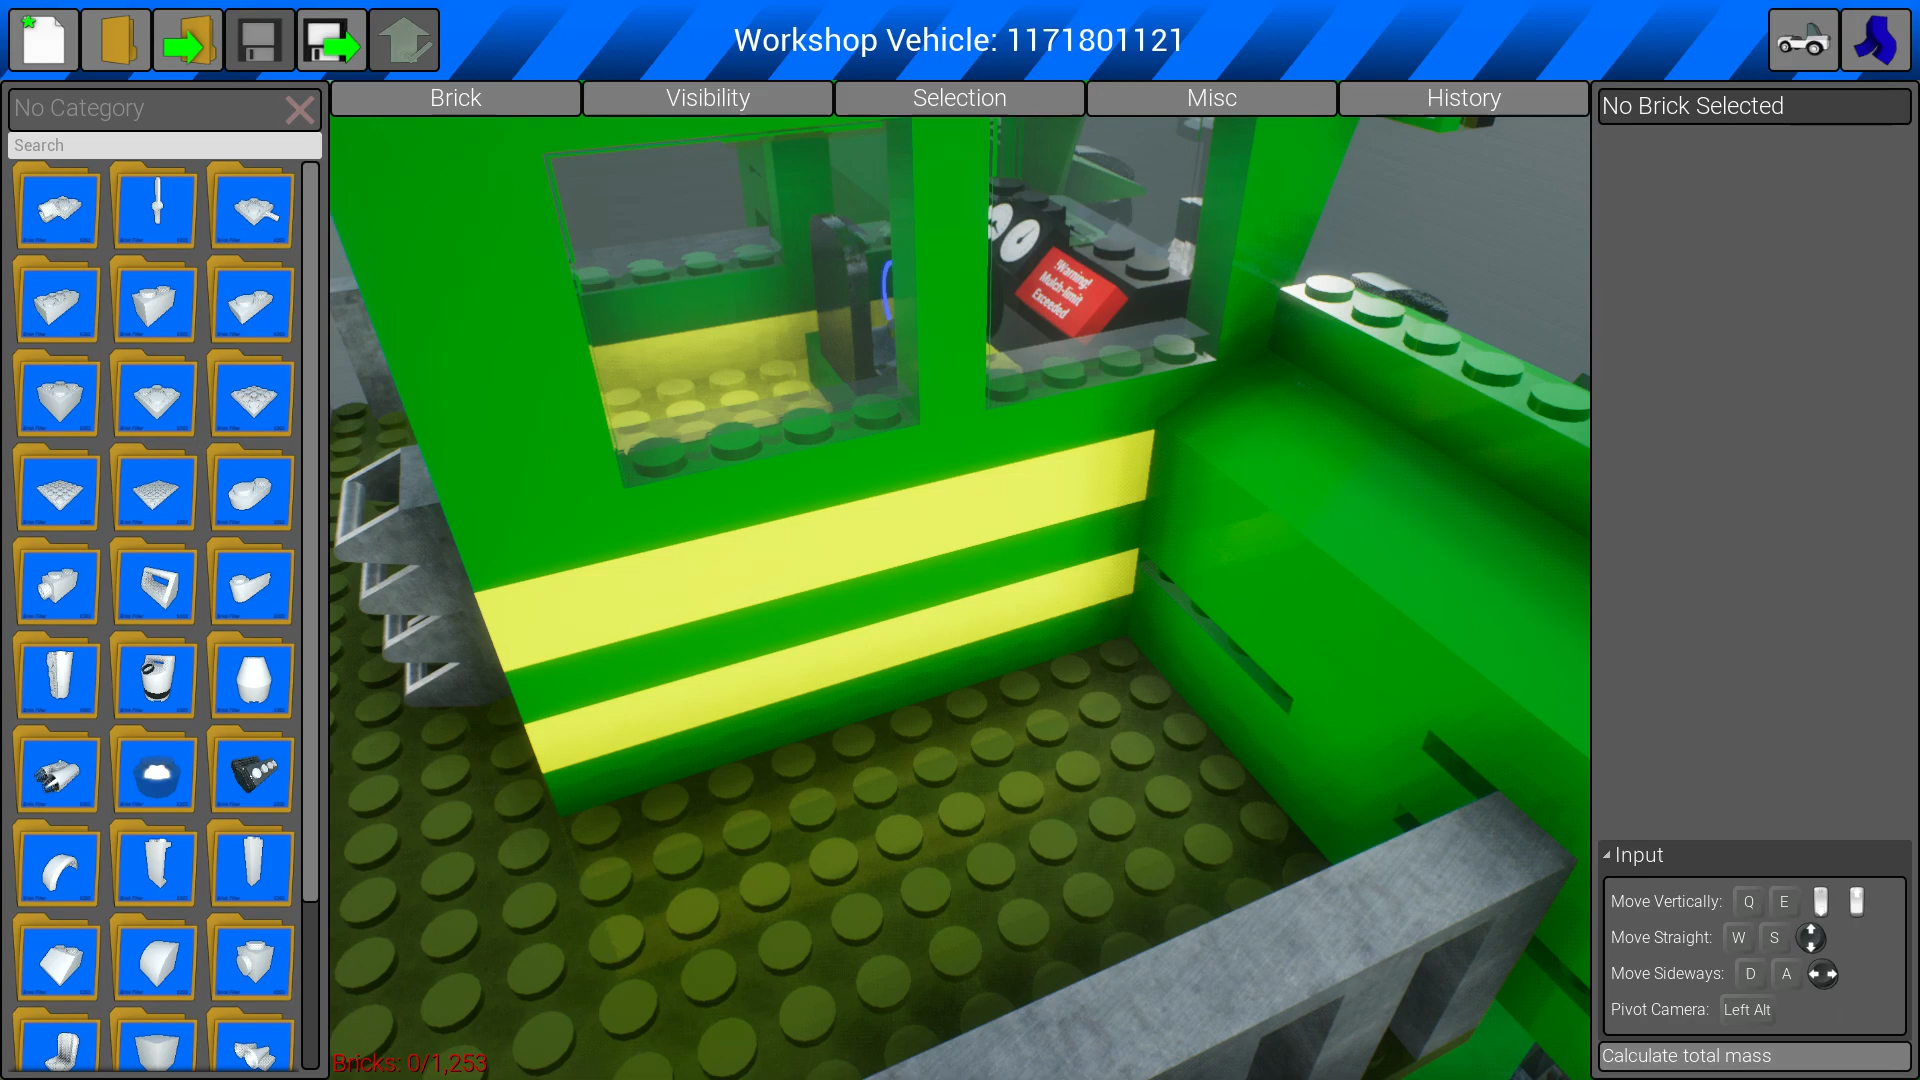 Workshop Vehicle: 1171801121
No Category
Search
Brick
Visibility
Selection
Misc
History
No Brick Selected
!Warning!
Mulch-limit
Exceeded
Bricks: 0/1,253
Input
Move Vertically: Q E
Move Straight: W S
Move Sideways: D A
Pivot Camera: Left Alt
Calculate total mass